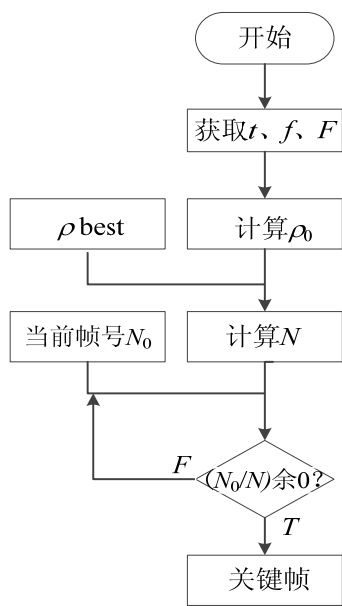 开始
获取t、f、F
ρbest
计算ρ₀
当前帧号N₀
计算N
F
(N₀/N)余0?
T
关键帧